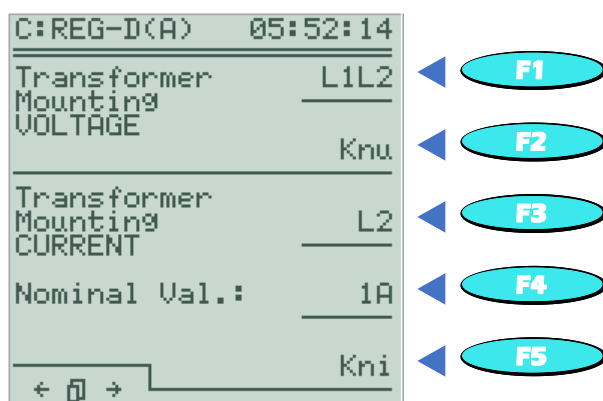 C:REG-D(A) 05:52:14
Transformer L1L2 F1
Mounting
VOLTAGE
Knu F2
Transformer
Mounting L2 F3
CURRENT
Nominal Val.: 1A F4
Kni F5